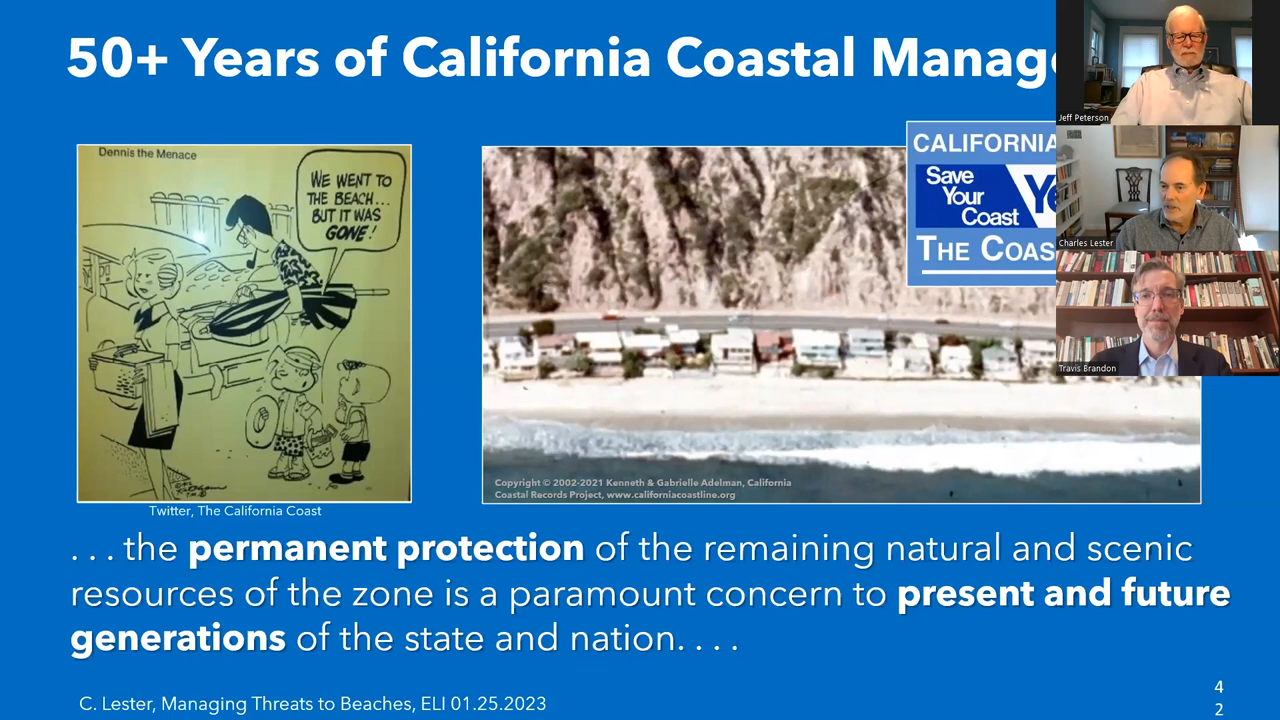 50+ Years of California Coastal Manag
Dennis the Menace
WE WENT TO
THE BEACH...
BUT IT WAS
GONE!
CALIFORNIA
Save
Your
Coast
Ye
THE COAS
Copyright © 2002-2021 Kenneth & Gabrielle Adelman, California
Coastal Records Project, www.californiacoastline.org
Twitter, The California Coast
. . . the permanent protection of the remaining natural and scenic
resources of the zone is a paramount concern to present and future
generations of the state and nation. . . .
C. Lester, Managing Threats to Beaches, ELI 01.25.2023
4
2
Jeff Peterson
Charles Lester
Travis Brandon